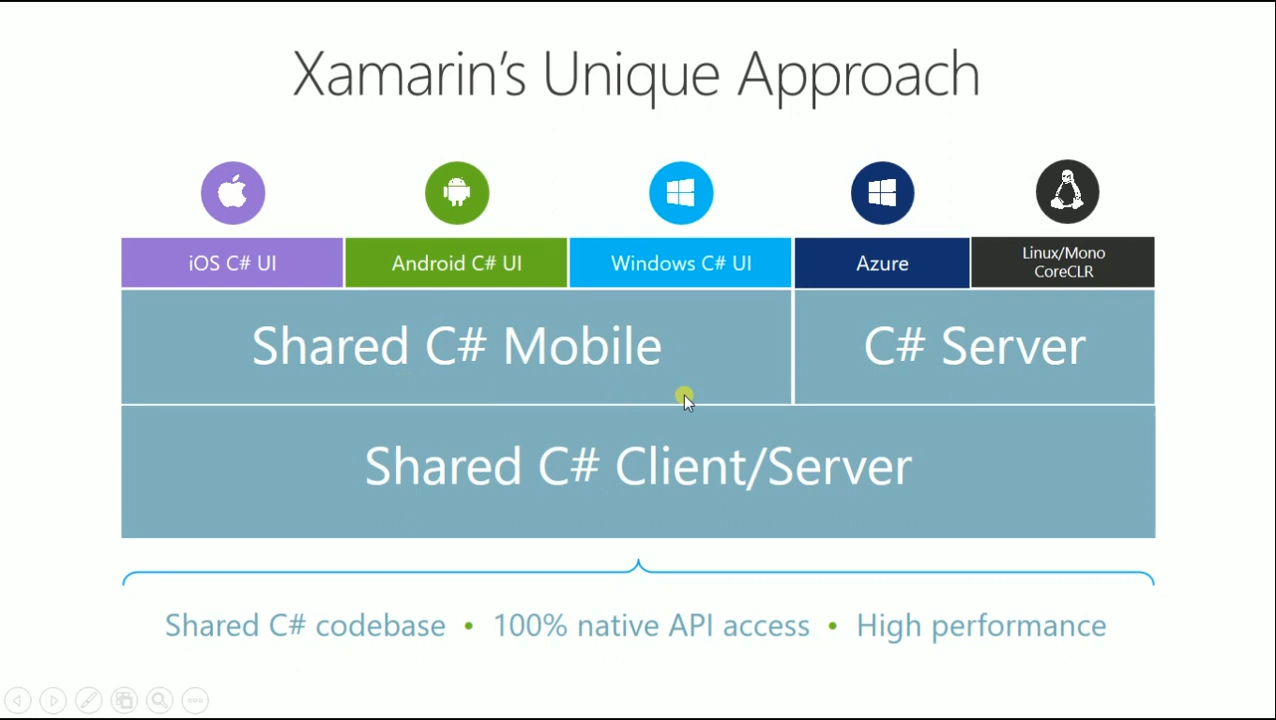 Xamarin's Unique Approach
iOS C# UI
Android C# UI
Windows C# UI
Azure
Linux/Mono
CoreCLR
Shared C# Mobile
C# Server
Shared C# Client/Server
Shared C# codebase • 100% native API access • High performance